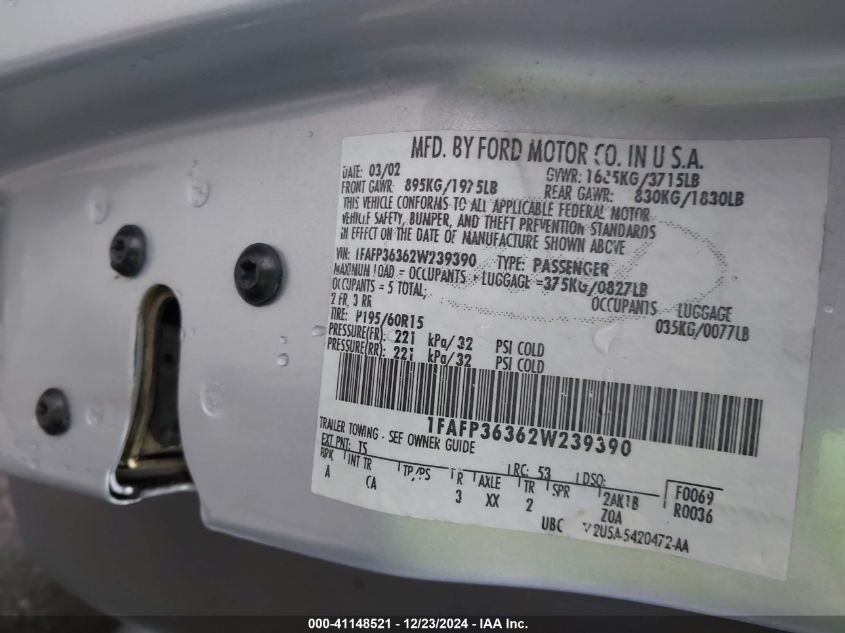 MFD. BY FORD MOTOR CO. IN U.S.A.
DATE: 03/02 GVWR: 1685KG/3715LB
FRONT GAWR: 895KG/1975LB REAR GAWR: 830KG/1830LB
THIS VEHICLE CONFORMS TO ALL APPLICABLE FEDERAL MOTOR
VEHICLE SAFETY, BUMPER, AND THEFT PREVENTION STANDARDS
IN EFFECT ON THE DATE OF MANUFACTURE SHOWN ABOVE
VIN: 1FAFP36362W239390 TYPE: PASSENGER
MAXIMUM LOAD = OCCUPANTS + LUGGAGE =375KG/0827LB
OCCUPANTS = 5 TOTAL; OCCUPANTS LUGGAGE
2 FR, 3 RR 035KG/0077LB
TIRE: P195/60R15
PRESSURE(FR): 221 kPa/32 PSI COLD
PRESSURE(RR): 221 kPa/32 PSI COLD
1FAFP36362W239390
TRAILER TOWING - SEE OWNER GUIDE
EXT PNT: TS RC: 53 DSO:
BRK INT TR TP/PS R AXLE TR SPR 2AK1B F0069
A CA 3 XX 2 Z0A R0036
UBC V2U5A-5420472-AA
000-41148521 - 12/23/2024 - IAA Inc.